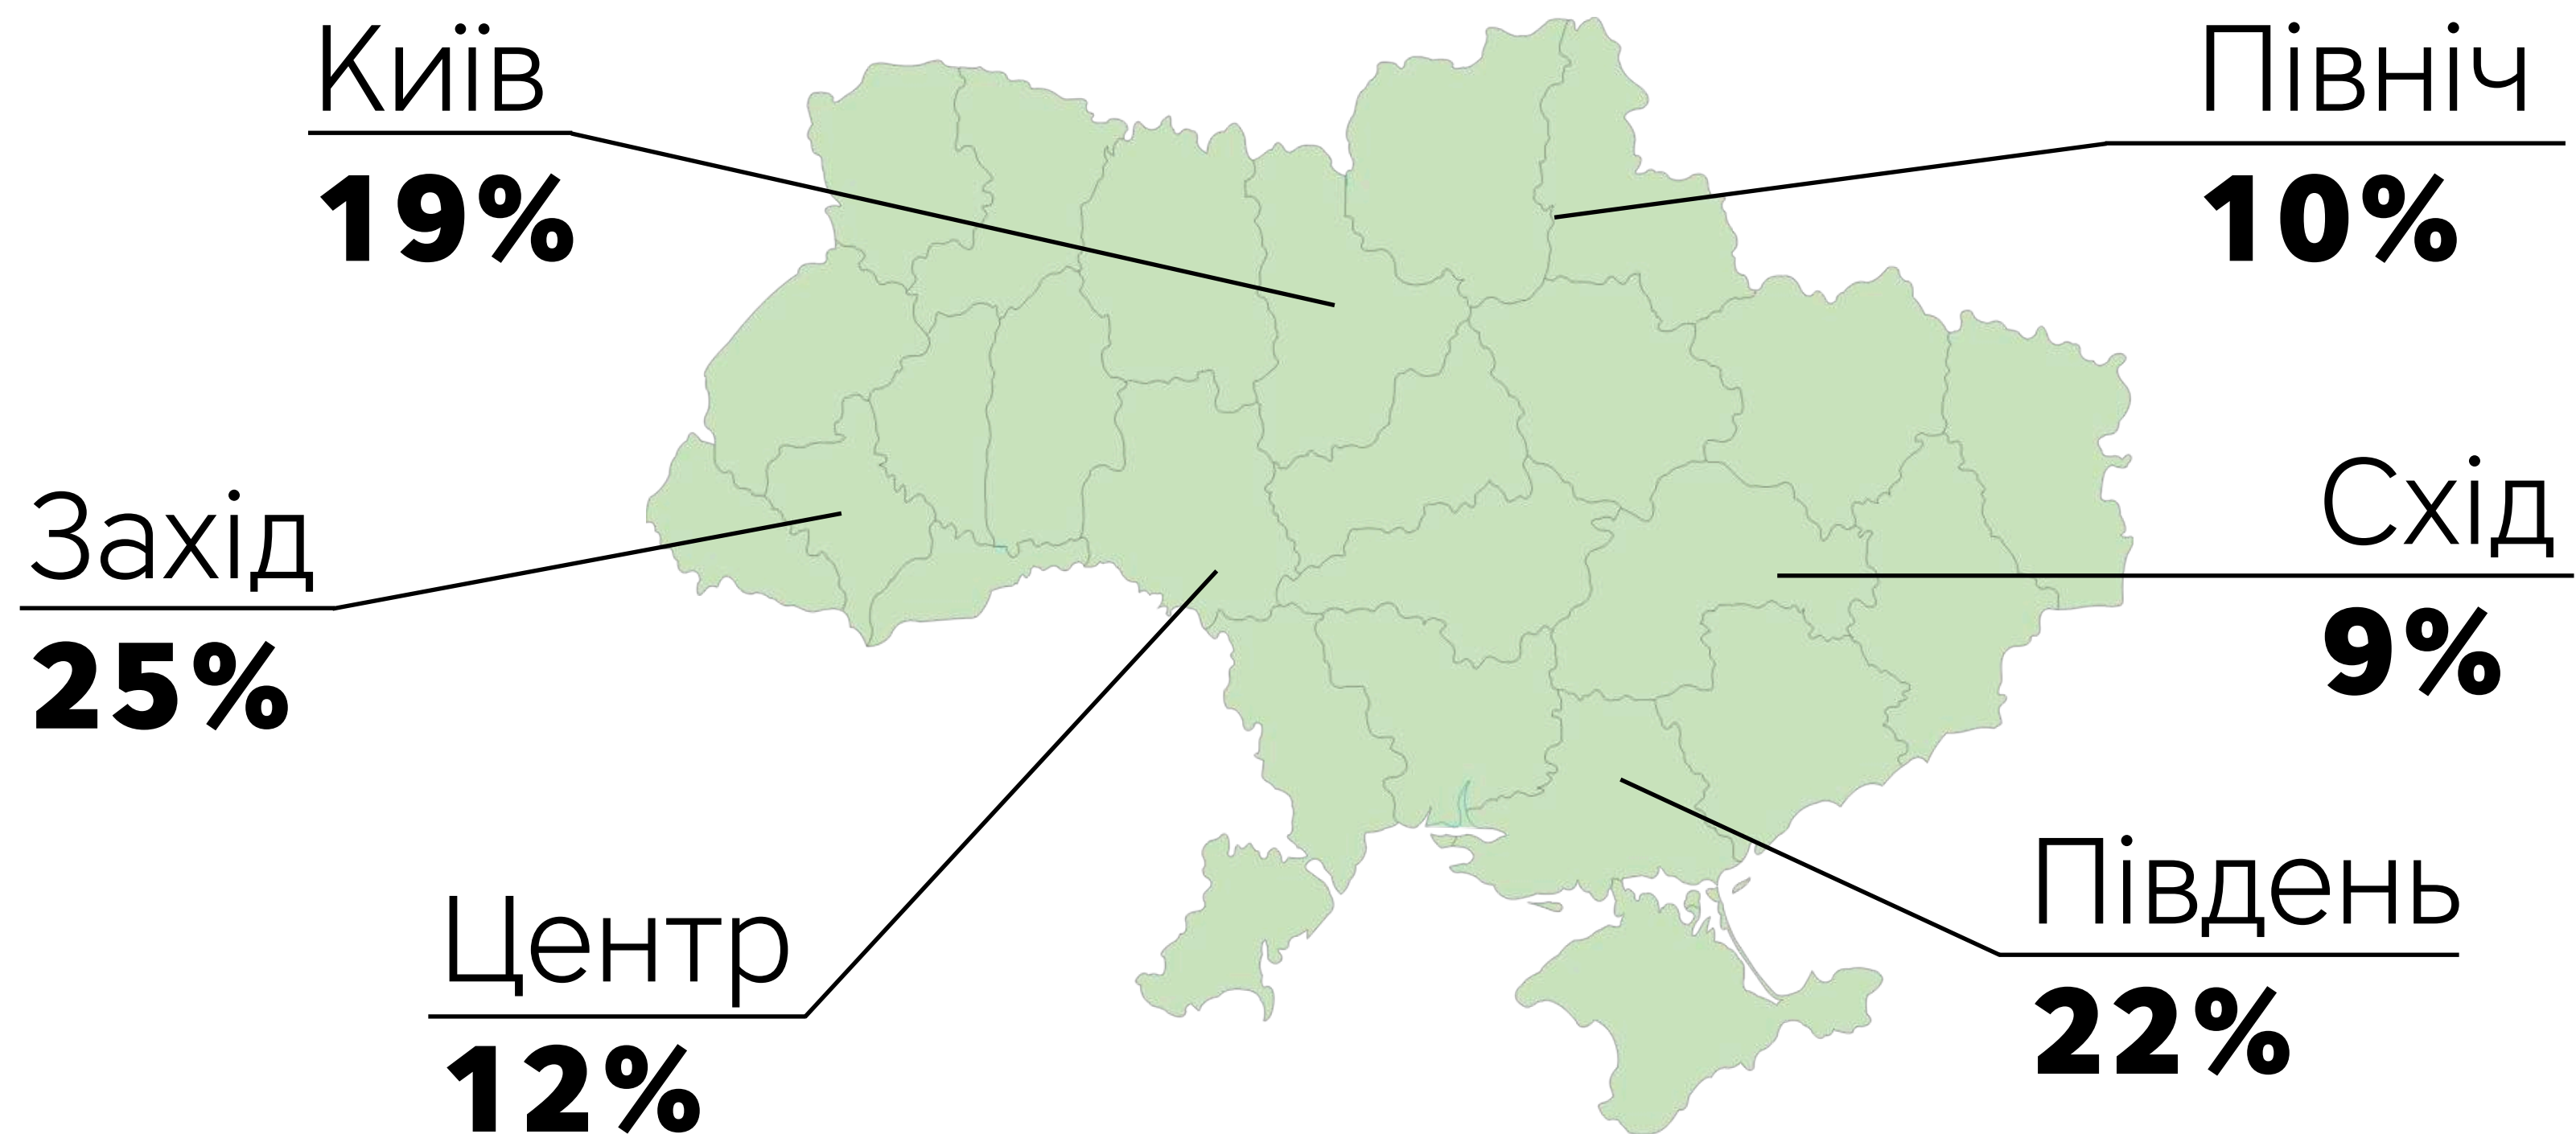 Київ
19%
Північ
10%
Захід
25%
Схід
9%
Центр
12%
Південь
22%